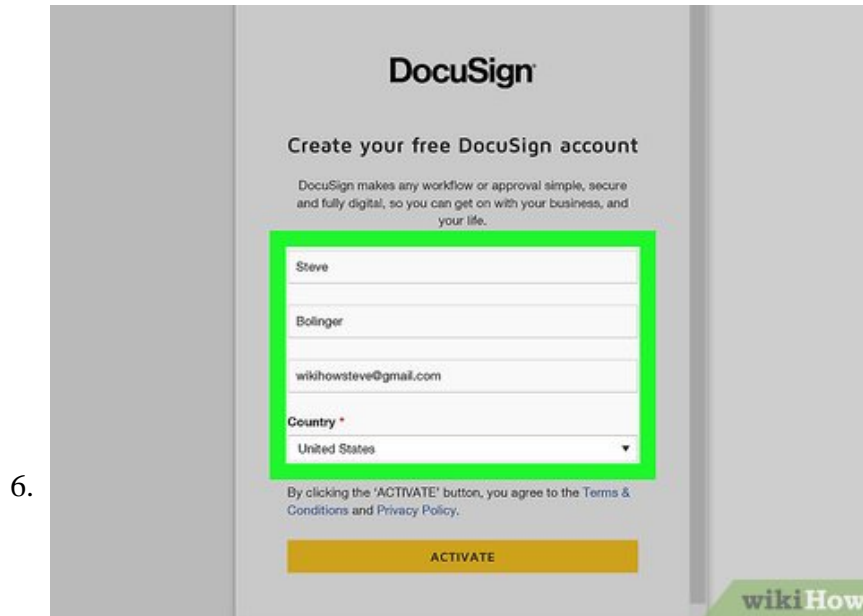 DocuSign
Create your free DocuSign account
DocuSign makes any workflow or approval simple, secure
and fully digital, so you can get on with your business, and
your life.
Steve
Bolinger
wikihowsteve@gmail.com
Country *
United States
6.
By clicking the 'ACTIVATE' button, you agree to the Terms &
Conditions and Privacy Policy.
ACTIVATE
wikiHow